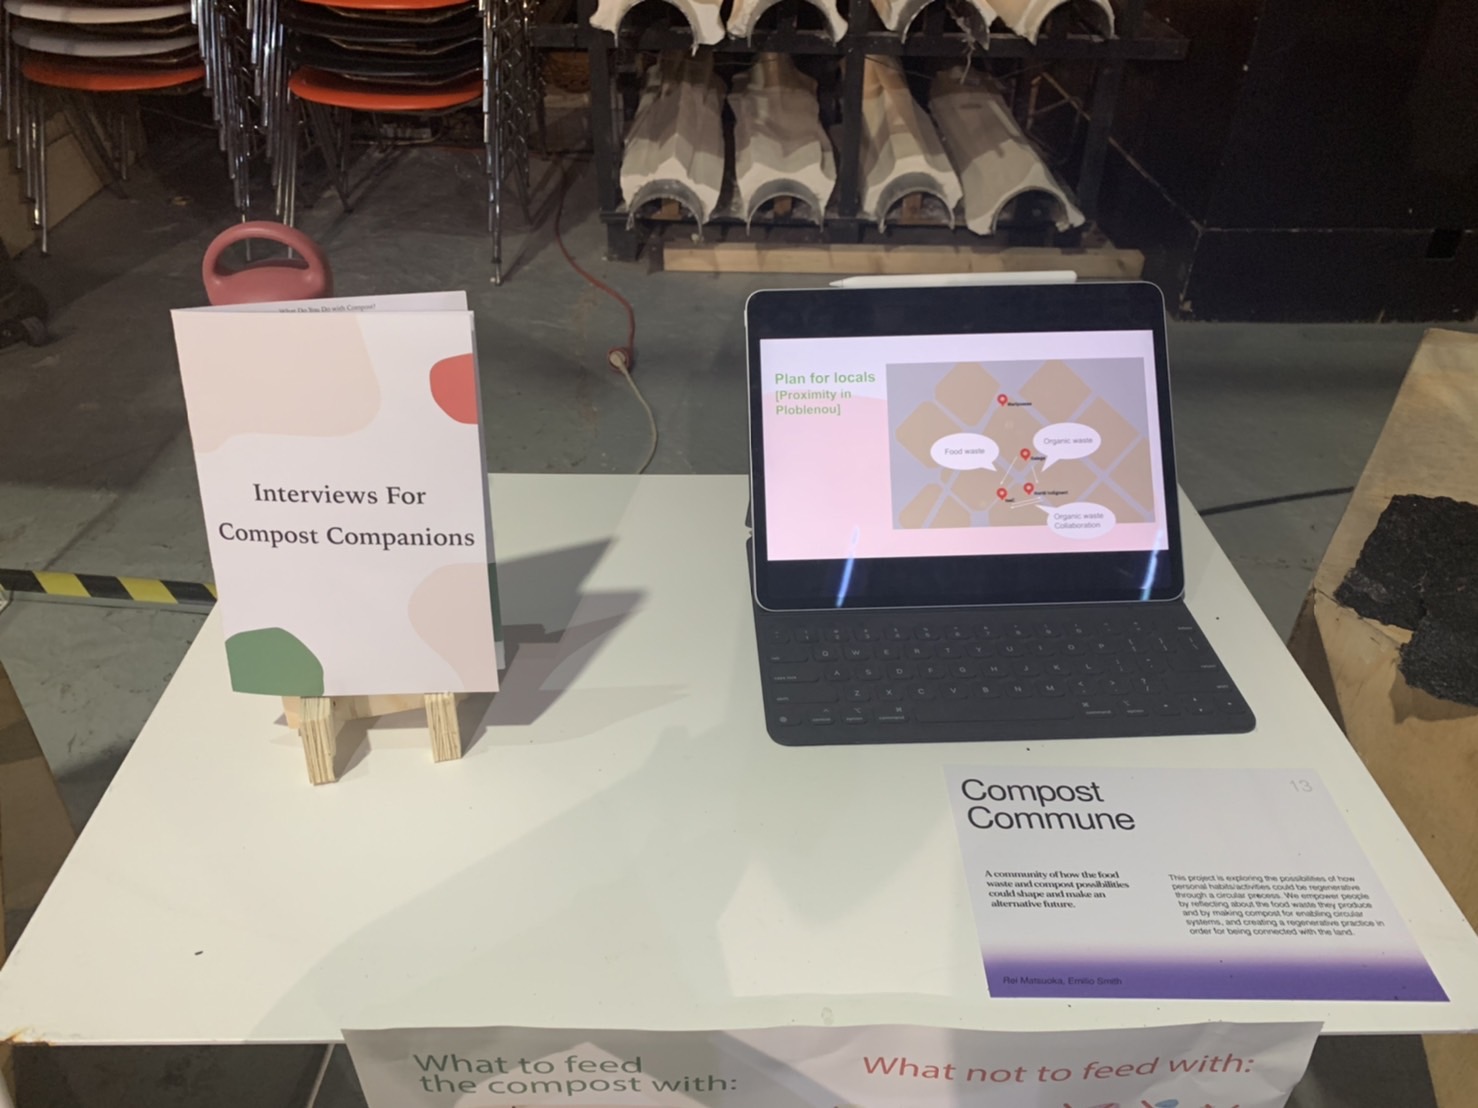 What Do You Do with Compost?
Interviews For
Compost Companions
Plan for locals
[Proximity in
Ploblenou]
Food waste
Organic waste
Organic waste
Collaboration
Compost
Commune
13
A community of how the food
waste and compost possibilities
could shape and make an
alternative future.
This project is exploring the possibilities of how
personal habits/activities could be regenerative
through a circular process. We empower people
by reflecting about the food waste they produce
and by making compost for enabling circular
systems, and creating a regenerative practice in
order for being connected with the land.
Rei Matsuoka, Emilio Smith
What to feed
the compost with:
What not to feed with: